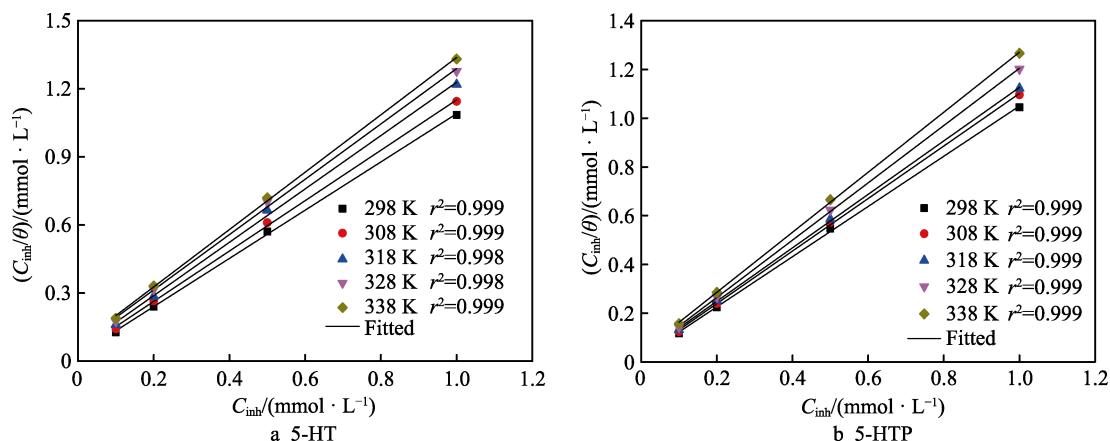 1.5
1.2
0.9
0.6
0.3
0
(C_inh/θ)/(mmol · L⁻¹)
298 K r²=0.999
308 K r²=0.999
318 K r²=0.998
328 K r²=0.998
338 K r²=0.999
Fitted
0 0.2 0.4 0.6 0.8 1.0 1.2
C_inh/(mmol · L⁻¹)
a 5-HT
1.4
1.2
1.0
0.8
0.6
0.4
0.2
0
(C_inh/θ)/(mmol · L⁻¹)
298 K r²=0.999
308 K r²=0.999
318 K r²=0.999
328 K r²=0.999
338 K r²=0.999
Fitted
0 0.2 0.4 0.6 0.8 1.0 1.2
C_inh/(mmol · L⁻¹)
b 5-HTP